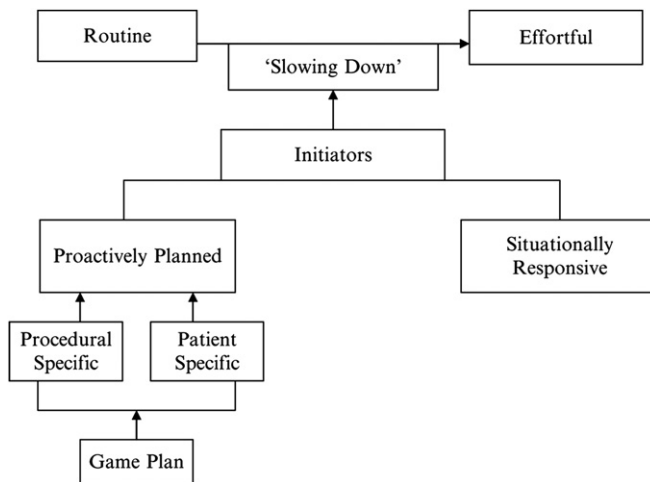 Routine
Effortful
‘Slowing Down’
Initiators
Proactively Planned
Situationally
Responsive
Procedural
Specific
Patient
Specific
Game Plan